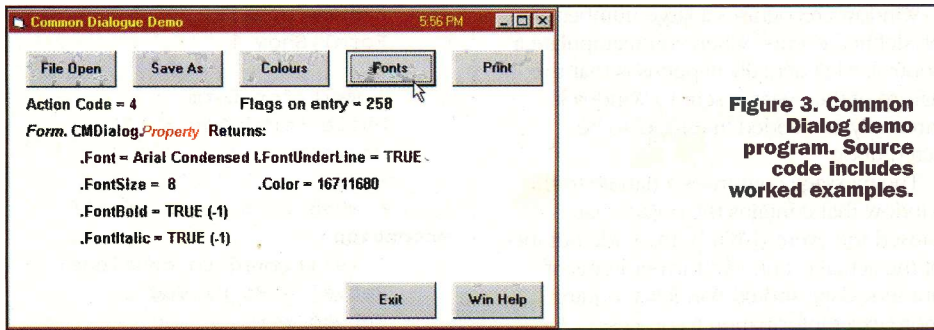 Common Dialogue Demo 5:56 PM
File Open Save As Colours Fonts Print
Action Code = 4 Flags on entry = 258
Form. CMDialog.Property Returns:
.Font = Arial Condensed l.FontUnderLine = TRUE
.FontSize = 8 .Color = 16711680
.FontBold = TRUE (-1)
.FontItalic = TRUE (-1)
Exit Win Help
Figure 3. Common
Dialog demo
program. Source
code includes
worked examples.